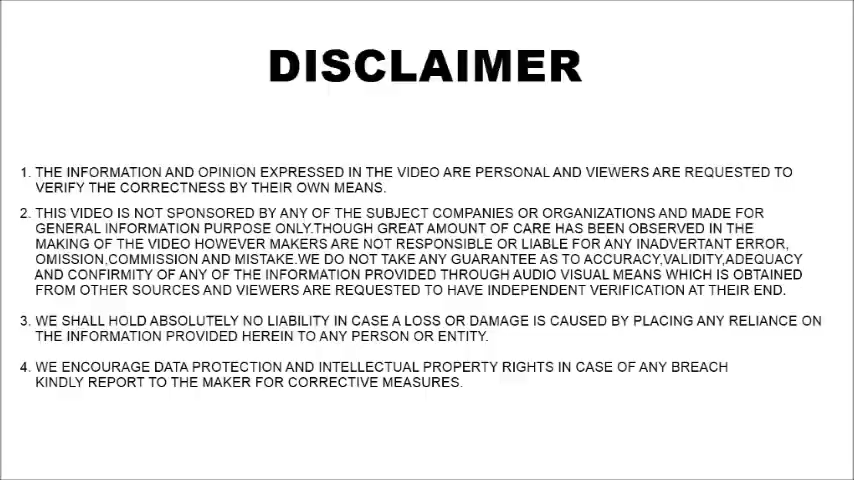 DISCLAIMER
1. THE INFORMATION AND OPINION EXPRESSED IN THE VIDEO ARE PERSONAL AND VIEWERS ARE REQUESTED TO
VERIFY THE CORRECTNESS BY THEIR OWN MEANS.
2. THIS VIDEO IS NOT SPONSORED BY ANY OF THE SUBJECT COMPANIES OR ORGANIZATIONS AND MADE FOR
GENERAL INFORMATION PURPOSE ONLY.THOUGH GREAT AMOUNT OF CARE HAS BEEN OBSERVED IN THE
MAKING OF THE VIDEO HOWEVER MAKERS ARE NOT RESPONSIBLE OR LIABLE FOR ANY INADVERTANT ERROR,
OMISSION,COMMISSION AND MISTAKE.WE DO NOT TAKE ANY GUARANTEE AS TO ACCURACY,VALIDITY,ADEQUACY
AND CONFIRMITY OF ANY OF THE INFORMATION PROVIDED THROUGH AUDIO VISUAL MEANS WHICH IS OBTAINED
FROM OTHER SOURCES AND VIEWERS ARE REQUESTED TO HAVE INDEPENDENT VERIFICATION AT THEIR END.
3. WE SHALL HOLD ABSOLUTELY NO LIABILITY IN CASE A LOSS OR DAMAGE IS CAUSED BY PLACING ANY RELIANCE ON
THE INFORMATION PROVIDED HEREIN TO ANY PERSON OR ENTITY.
4. WE ENCOURAGE DATA PROTECTION AND INTELLECTUAL PROPERTY RIGHTS IN CASE OF ANY BREACH
KINDLY REPORT TO THE MAKER FOR CORRECTIVE MEASURES.